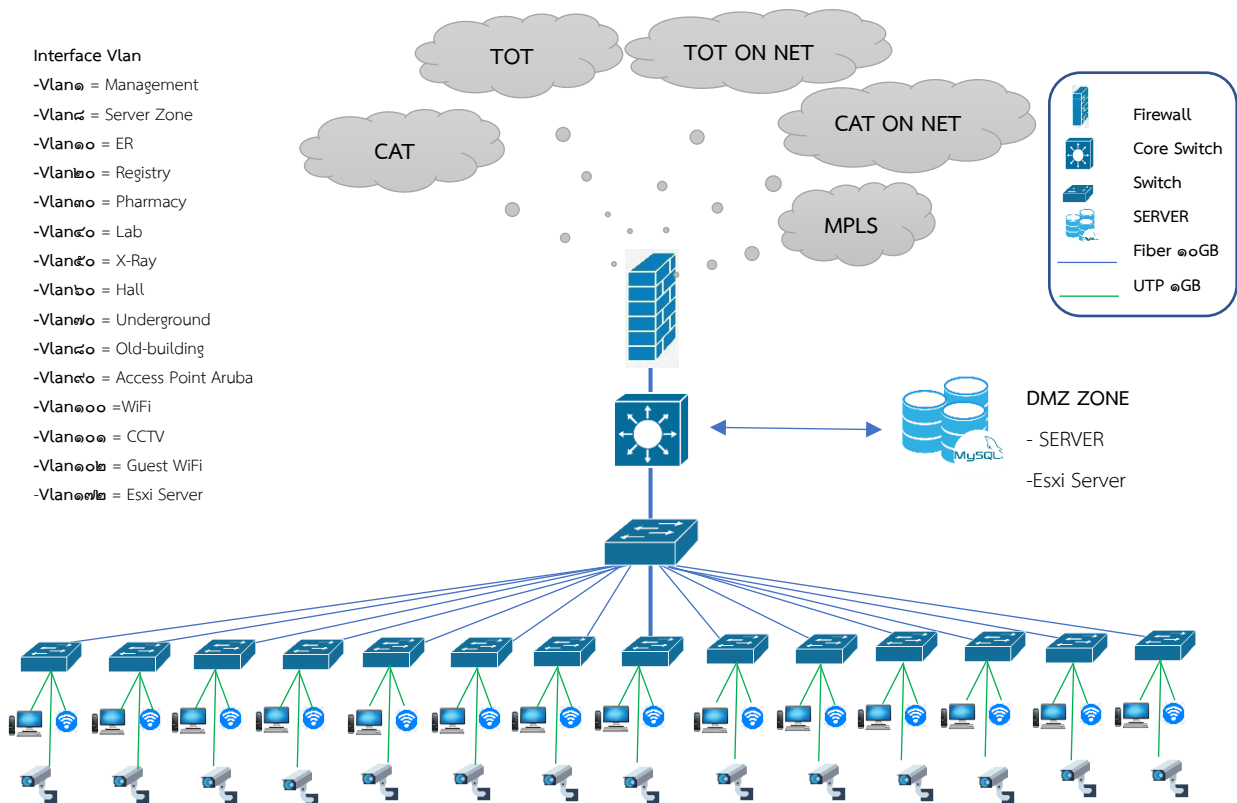 Interface Vlan
-Vlan๑ = Management
-Vlan๘ = Server Zone
-Vlan๑๐ = ER
-Vlan๒๐ = Registry
-Vlan๓๐ = Pharmacy
-Vlan๔๐ = Lab
-Vlan๕๐ = X-Ray
-Vlan๖๐ = Hall
-Vlan๗๐ = Underground
-Vlan๘๐ = Old-building
-Vlan๙๐ = Access Point Aruba
-Vlan๑๐๐ =WiFi
-Vlan๑๐๑ = CCTV
-Vlan๑๐๒ = Guest WiFi
-Vlan๑๗๒ = Esxi Server
TOT
TOT ON NET
CAT
CAT ON NET
MPLS
Firewall
Core Switch
Switch
SERVER
Fiber ๑๐GB
UTP ๑GB
MySQL
DMZ ZONE
- SERVER
-Esxi Server